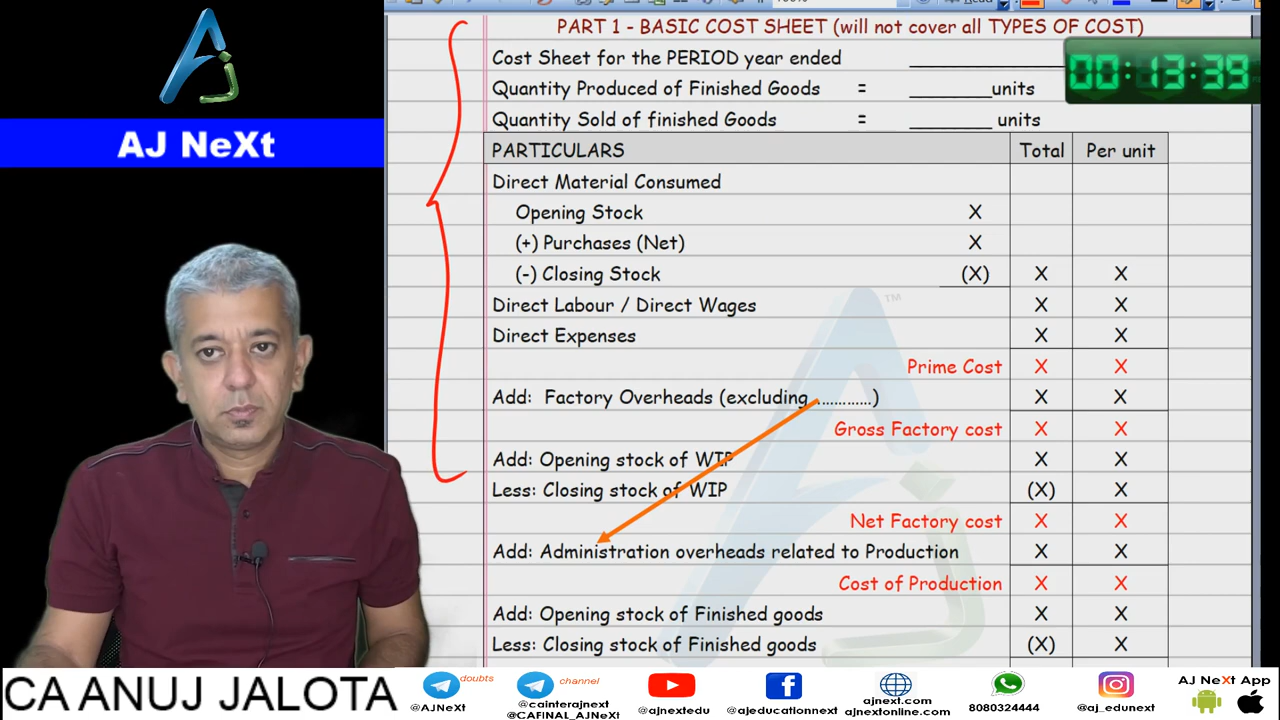 PART 1 - BASIC COST SHEET (will not cover all TYPES OF COST)
Cost Sheet for the PERIOD year ended ____________
00:13:39
Quantity Produced of Finished Goods = _______units
Quantity Sold of finished Goods = _______ units
AJ NeXt
PARTICULARS Total Per unit
Direct Material Consumed
Opening Stock X
(+) Purchases (Net) X
(-) Closing Stock (X) X X
Direct Labour / Direct Wages X X
Direct Expenses X X
Prime Cost X X
Add: Factory Overheads (excluding .............) X X
Gross Factory cost X X
Add: Opening stock of WIP X X
Less: Closing stock of WIP (X) X
Net Factory cost X X
Add: Administration overheads related to Production X X
Cost of Production X X
Add: Opening stock of Finished goods X X
Less: Closing stock of Finished goods (X) X
TM
CA ANUJ JALOTA
doubts
@AJNeXt
channel
@cainterajnext
@CAFINAL_AJNeXt
@ajnextedu
@ajeducationnext
ajnext.com
ajnextonline.com
8080324444
@aj_edunext
AJ NeXt App